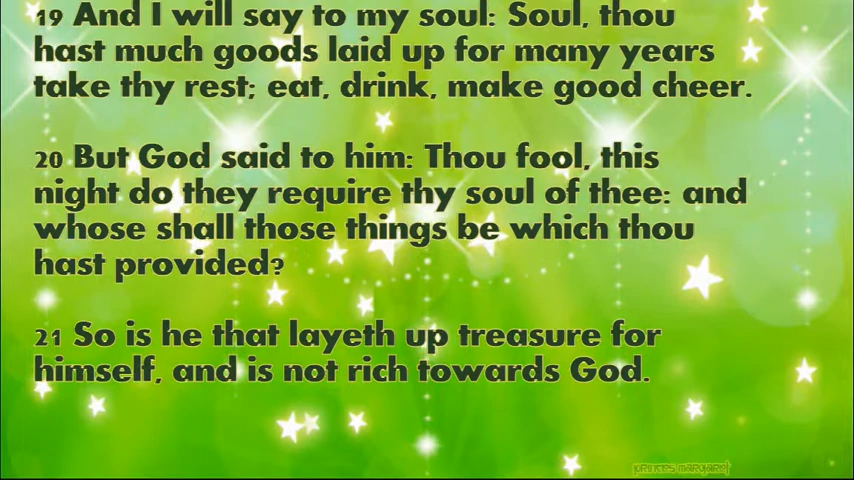 19 And I will say to my soul: Soul, thou
hast much goods laid up for many years
take thy rest; eat, drink, make good cheer.
20 But God said to him: Thou fool, this
night do they require thy soul of thee: and
whose shall those things be which thou
hast provided?
21 So is he that layeth up treasure for
himself, and is not rich towards God.